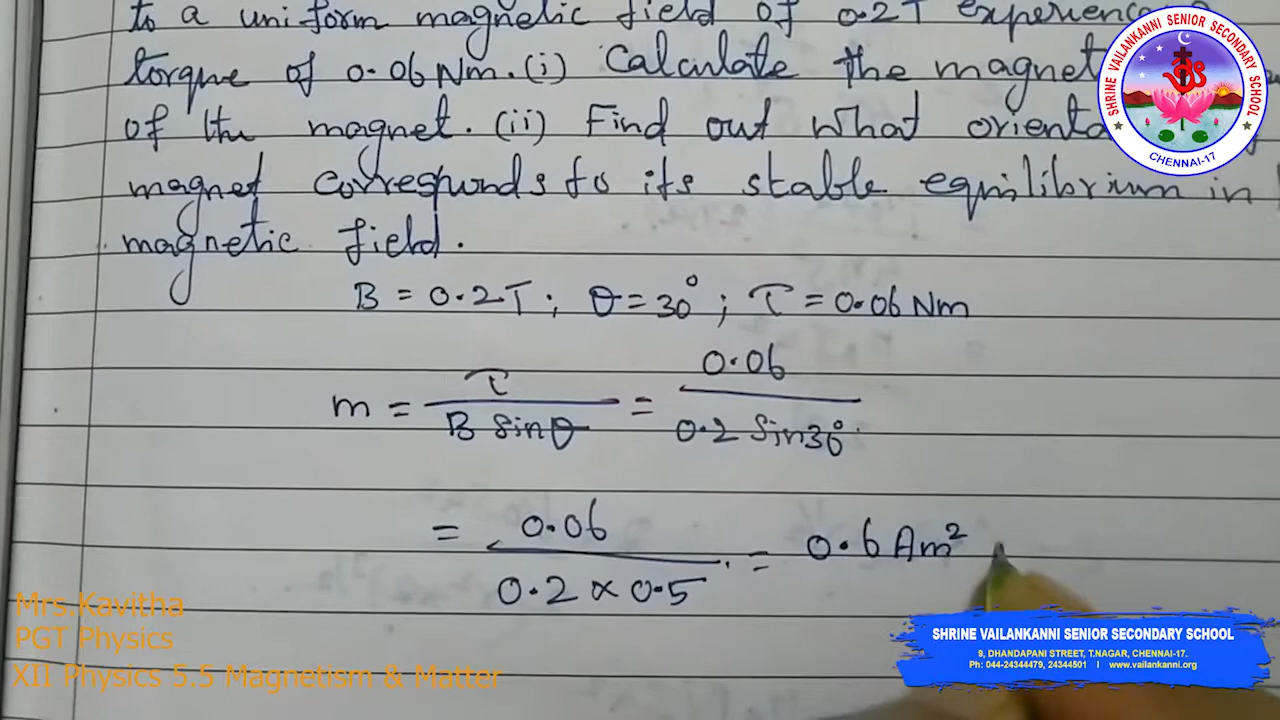 to a uniform magnetic field of 0.2T experiences
torque of 0.06 Nm. (i) Calculate the magnet
of the magnet. (ii) Find out what orienta
magnet corresponds to its stable equilibrium in
magnetic field.
B = 0.2T; θ = 30°; τ = 0.06 Nm
m = τ / B sinθ = 0.06 / 0.2 sin30°
= 0.06 / 0.2 × 0.5 = 0.6 Am²
SHRINE VAILANKANNI SENIOR SECONDARY SCHOOL
CHENNAI-17
Mrs.Kavitha
PGT Physics
XII Physics 5.5 Magnetism & Matter
SHRINE VAILANKANNI SENIOR SECONDARY SCHOOL
9, DHANDAPANI STREET, T.NAGAR, CHENNAI-17.
Ph: 044-24344479, 24344501 | www.vailankanni.org